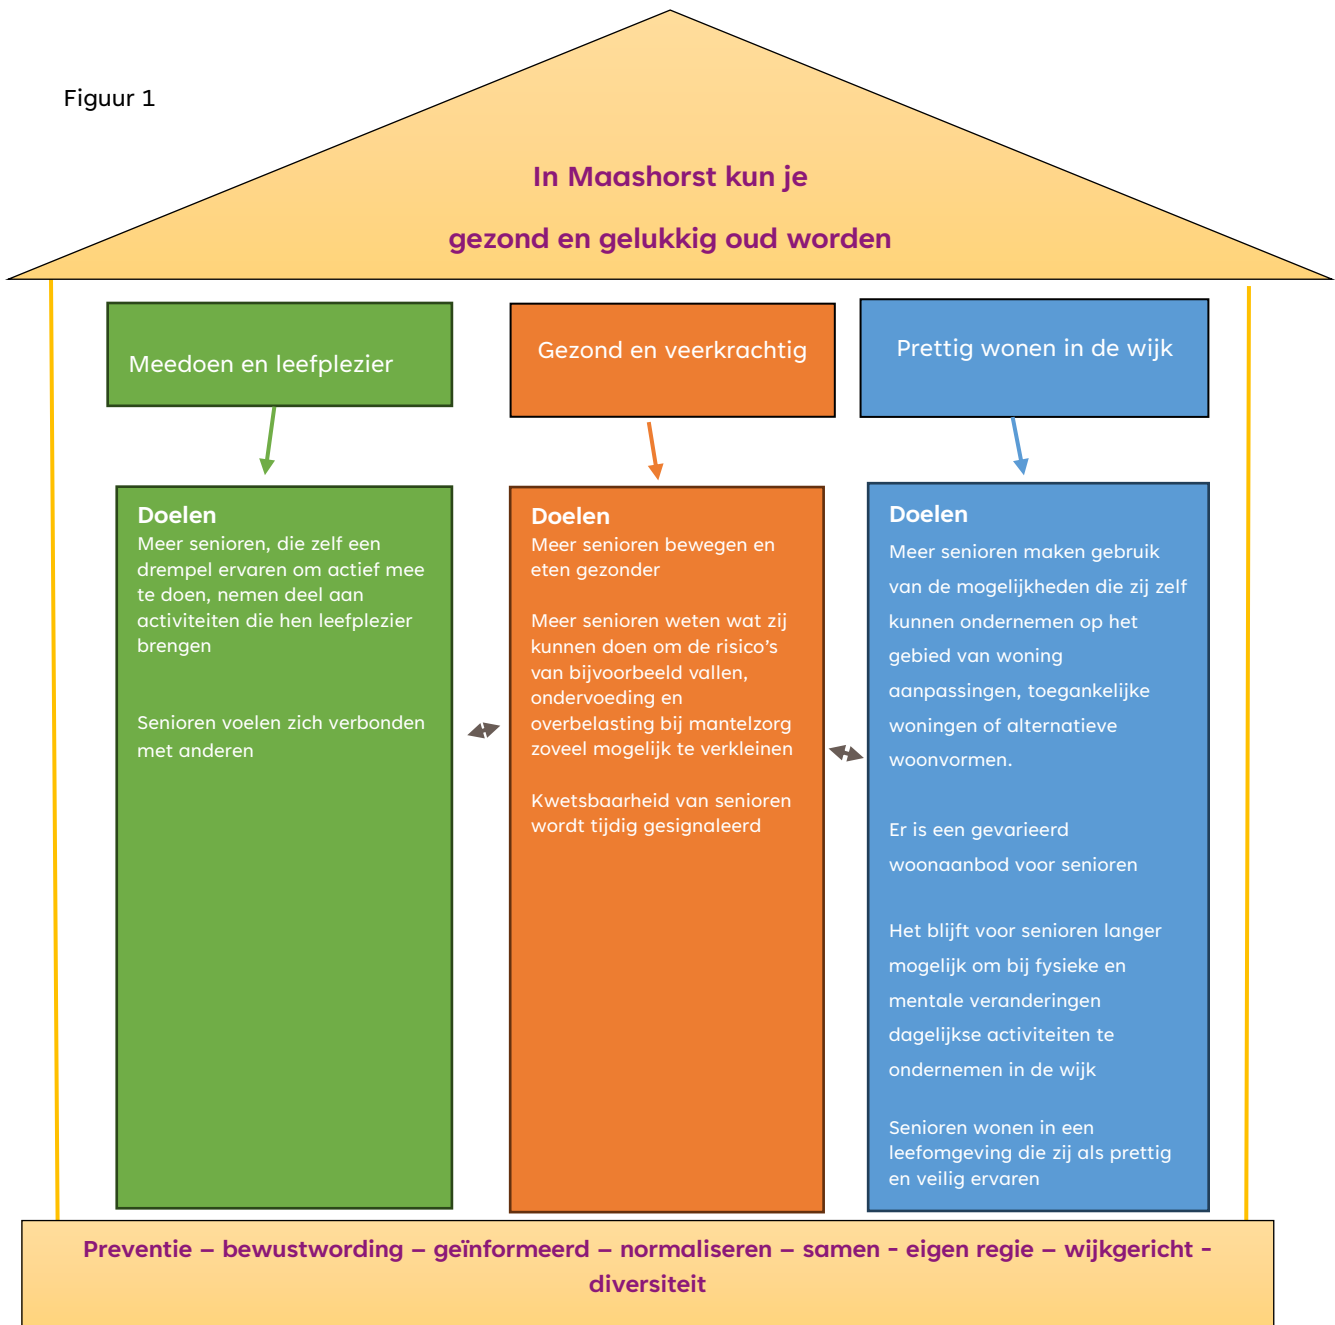 Figuur 1
In Maashorst kun je
gezond en gelukkig oud worden
Meedoen en leefplezier
Gezond en veerkrachtig
Prettig wonen in de wijk
Doelen
Meer senioren, die zelf een
drempel ervaren om actief mee
te doen, nemen deel aan
activiteiten die hen leefplezier
brengen
Senioren voelen zich verbonden
met anderen
Doelen
Meer senioren bewegen en
eten gezonder
Meer senioren weten wat zij
kunnen doen om de risico's
van bijvoorbeeld vallen,
ondervoeding en
overbelasting bij mantelzorg
zoveel mogelijk te verkleinen
Kwetsbaarheid van senioren
wordt tijdig gesignaleerd
Doelen
Meer senioren maken gebruik
van de mogelijkheden die zij zelf
kunnen ondernemen op het
gebied van woning
aanpassingen, toegankelijke
woningen of alternatieve
woonvormen.
Er is een gevarieerd
woonaanbod voor senioren
Het blijft voor senioren langer
mogelijk om bij fysieke en
mentale veranderingen
dagelijkse activiteiten te
ondernemen in de wijk
Senioren wonen in een
leefomgeving die zij als prettig
en veilig ervaren
Preventie – bewustwording – geïnformeerd – normaliseren – samen - eigen regie – wijkgericht -
diversiteit